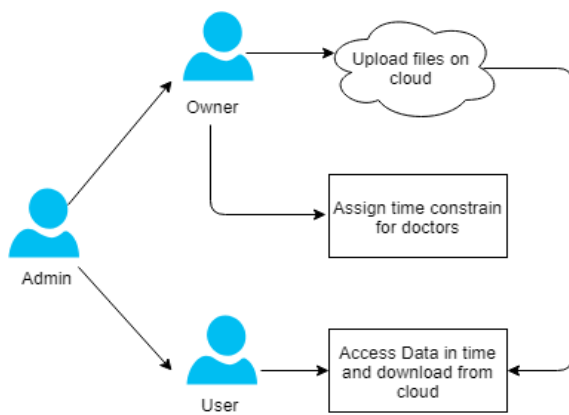 Upload files on
cloud
Owner
Assign time constrain
for doctors
Admin
Access Data in time
and download from
cloud
User